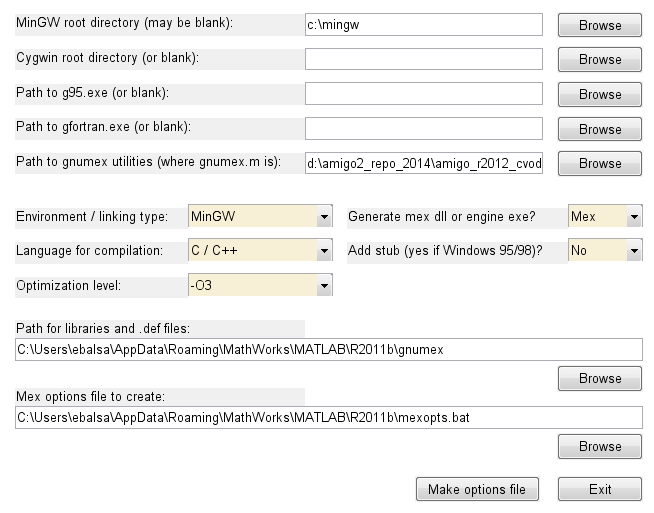 MinGW root directory (may be blank): c:\mingw Browse
Cygwin root directory (or blank): Browse
Path to g95.exe (or blank): Browse
Path to gfortran.exe (or blank): Browse
Path to gnumex utilities (where gnumex.m is): d:\amigo2_repo_2014\amigo_r2012_cvod Browse
Environment / linking type: MinGW Generate mex dll or engine exe? Mex
Language for compilation: C / C++ Add stub (yes if Windows 95/98)? No
Optimization level: -O3
Path for libraries and .def files:
C:\Users\ebalsa\AppData\Roaming\MathWorks\MATLAB\R2011b\gnumex
Browse
Mex options file to create:
C:\Users\ebalsa\AppData\Roaming\MathWorks\MATLAB\R2011b\mexopts.bat
Browse
Make options file Exit